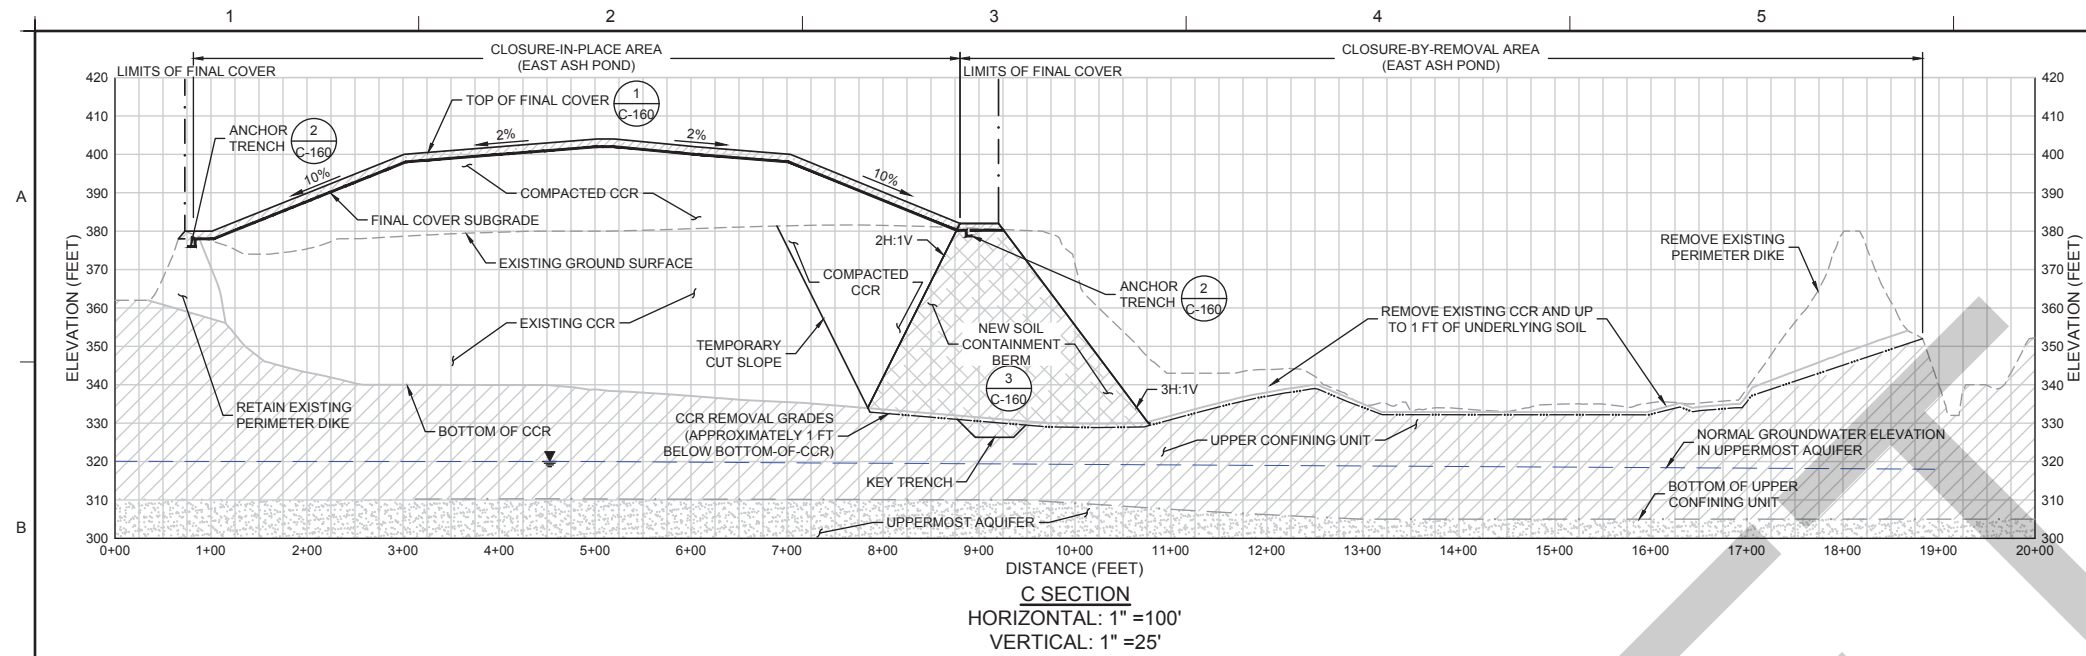 1 2 3 4 5
CLOSURE-IN-PLACE AREA
(EAST ASH POND)
CLOSURE-BY-REMOVAL AREA
(EAST ASH POND)
LIMITS OF FINAL COVER
LIMITS OF FINAL COVER
A
B
ELEVATION (FEET)
420
410
400
390
380
370
360
350
340
330
320
310
300
TOP OF FINAL COVER
1
C-160
ANCHOR
TRENCH
2
C-160
2%
2%
10%
10%
COMPACTED CCR
FINAL COVER SUBGRADE
EXISTING GROUND SURFACE
2H:1V
COMPACTED
CCR
EXISTING CCR
TEMPORARY
CUT SLOPE
NEW SOIL
CONTAINMENT
BERM
3
C-160
ANCHOR
TRENCH
2
C-160
3H:1V
REMOVE EXISTING
PERIMETER DIKE
REMOVE EXISTING CCR AND UP
TO 1 FT OF UNDERLYING SOIL
RETAIN EXISTING
PERIMETER DIKE
BOTTOM OF CCR
CCR REMOVAL GRADES
(APPROXIMATELY 1 FT
BELOW BOTTOM-OF-CCR)
UPPER CONFINING UNIT
NORMAL GROUNDWATER ELEVATION
IN UPPERMOST AQUIFER
KEY TRENCH
BOTTOM OF UPPER
CONFINING UNIT
UPPERMOST AQUIFER
420
410
400
390
380
370
360
350
340
330
320
310
300
ELEVATION (FEET)
0+00 1+00 2+00 3+00 4+00 5+00 6+00 7+00 8+00 9+00 10+00 11+00 12+00 13+00 14+00 15+00 16+00 17+00 18+00 19+00 20+00
DISTANCE (FEET)
C SECTION
HORIZONTAL: 1" =100'
VERTICAL: 1" =25'